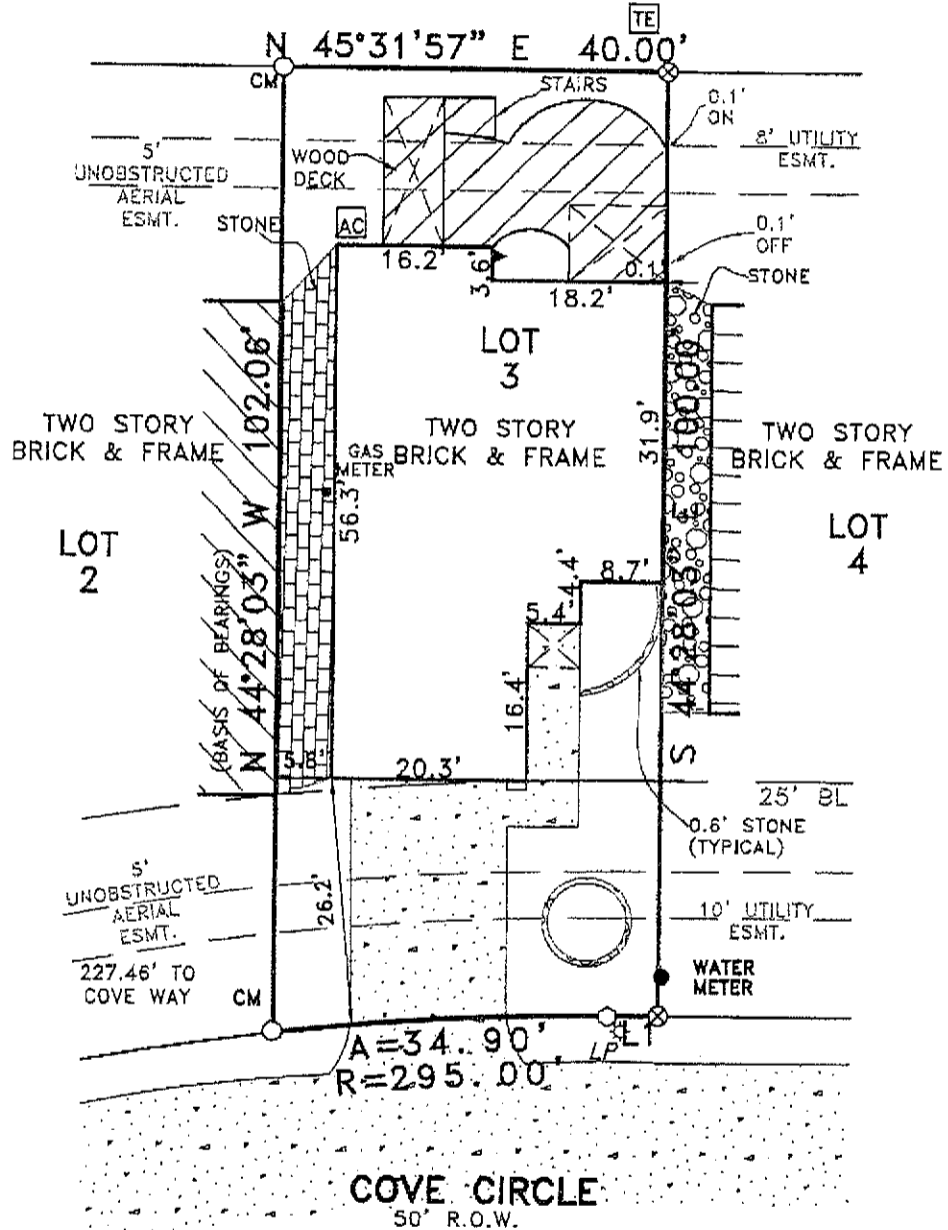 TE
N 45°31'57" E 40.00'
CM
STAIRS
0.1'
ON
5'
UNOBSTRUCTED
AERIAL
ESMT.
WOOD
DECK
8' UTILITY
ESMT.
STONE
AC
0.1'
OFF
STONE
16.2'
3.6'
0.1
18.2'
LOT
3
N 44°28'03" W 102.06'
(BASIS OF BEARINGS)
TWO STORY
BRICK & FRAME
LOT
2
GAS
METER
56.3'
TWO STORY
BRICK & FRAME
31.9'
S 44°28'03" E 100.00'
TWO STORY
BRICK & FRAME
LOT
4
8.7'
4.4'
5.4'
16.4'
5.8'
20.3'
25' BL
0.6' STONE
(TYPICAL)
5'
UNOBSTRUCTED
AERIAL
ESMT.
26.2'
10' UTILITY
ESMT.
227.46' TO
COVE WAY
CM
WATER
METER
A=34.90'
R=295.00'
LP
L1
COVE CIRCLE
50' R.O.W.